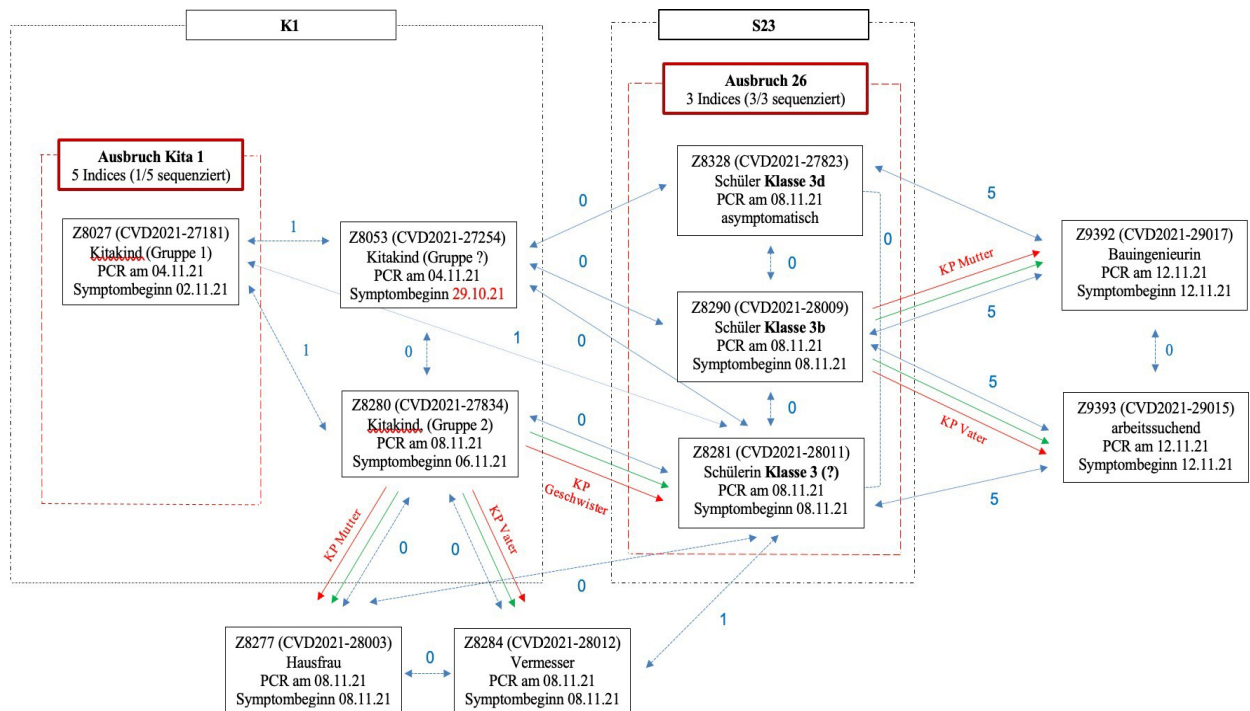 K1
S23
Ausbruch 26
3 Indices (3/3 sequenziert)
Ausbruch Kita 1
5 Indices (1/5 sequenziert)
Z8027 (CVD2021-27181)
Kitakind (Gruppe 1)
PCR am 04.11.21
Symptombeginn 02.11.21
1
Z8053 (CVD2021-27254)
Kitakind (Gruppe ?)
PCR am 04.11.21
Symptombeginn 29.10.21
0
0
0
1
1
0
Z8328 (CVD2021-27823)
Schüler Klasse 3d
PCR am 08.11.21
asymptomatisch
0
0
Z8290 (CVD2021-28009)
Schüler Klasse 3b
PCR am 08.11.21
Symptombeginn 08.11.21
0
Z8281 (CVD2021-28011)
Schülerin Klasse 3 (?)
PCR am 08.11.21
Symptombeginn 08.11.21
5
KP Mutter
5
5
KP Vater
5
Z9392 (CVD2021-29017)
Bauingenieurin
PCR am 12.11.21
Symptombeginn 12.11.21
0
Z9393 (CVD2021-29015)
arbeitssuchend
PCR am 12.11.21
Symptombeginn 12.11.21
Z8280 (CVD2021-27834)
Kitakind. (Gruppe 2)
PCR am 08.11.21
Symptombeginn 06.11.21
0
KP
Geschwister
KP Mutter
0
0
KP Vater
0
1
Z8277 (CVD2021-28003)
Hausfrau
PCR am 08.11.21
Symptombeginn 08.11.21
0
Z8284 (CVD2021-28012)
Vermesser
PCR am 08.11.21
Symptombeginn 08.11.21